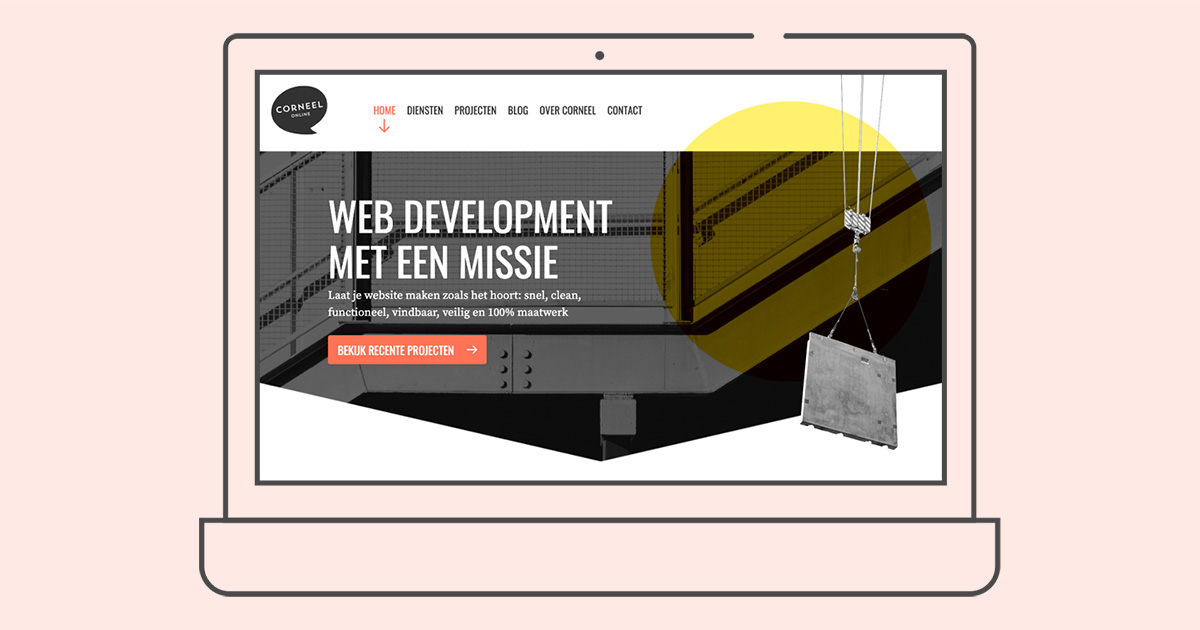 CORNEEL
ONLINE
HOME DIENSTEN PROJECTEN BLOG OVER CORNEEL CONTACT
WEB DEVELOPMENT
MET EEN MISSIE
Laat je website maken zoals het hoort: snel, clean,
functioneel, vindbaar, veilig en 100% maatwerk
BEKIJK RECENTE PROJECTEN →